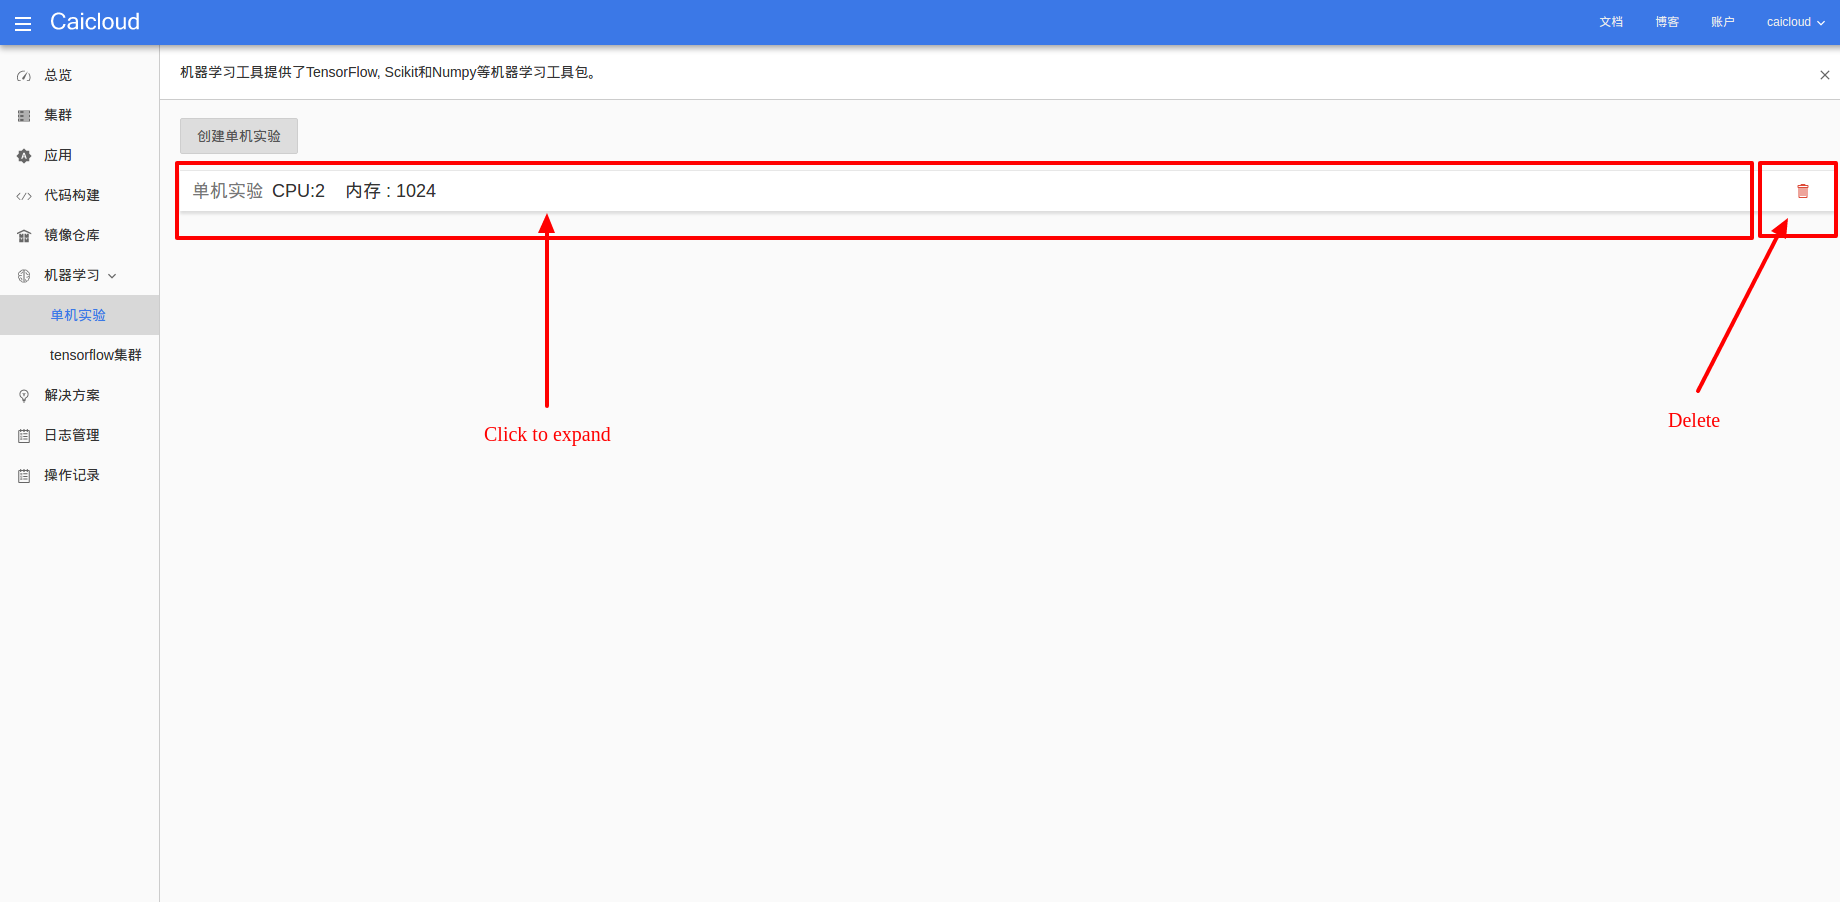 Caicloud
文档 博客 账户 caicloud
总览
集群
应用
代码构建
镜像仓库
机器学习
单机实验
tensorflow集群
解决方案
日志管理
操作记录
机器学习工具提供了TensorFlow, Scikit和Numpy等机器学习工具包。
创建单机实验
单机实验 CPU:2 内存 : 1024
Click to expand
Delete